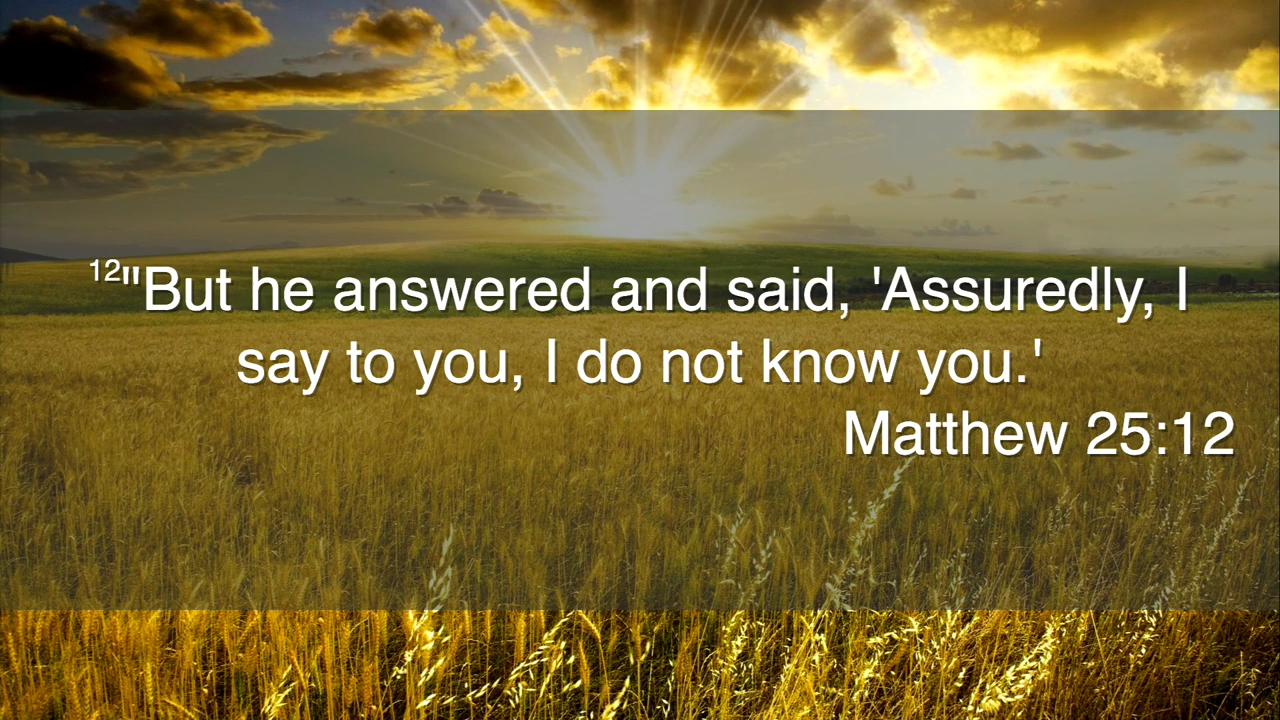 12"But he answered and said, 'Assuredly, I
say to you, I do not know you.'
Matthew 25:12